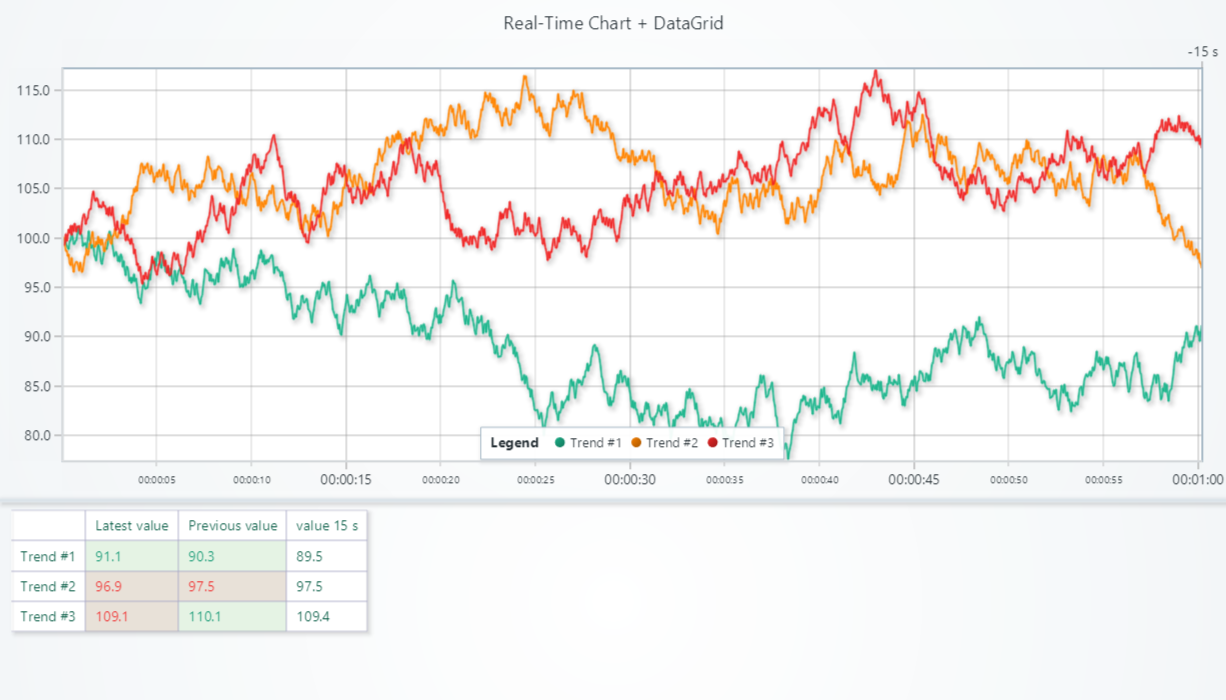 Real-Time Chart + DataGrid
-15 s
115.0
110.0
105.0
100.0
95.0
90.0
85.0
80.0
Legend Trend #1 Trend #2 Trend #3
00:00:05 00:00:10 00:00:15 00:00:20 00:00:25 00:00:30 00:00:35 00:00:40 00:00:45 00:00:50 00:00:55 00:01:00
Latest value Previous value value 15 s
Trend #1 91.1 90.3 89.5
Trend #2 96.9 97.5 97.5
Trend #3 109.1 110.1 109.4